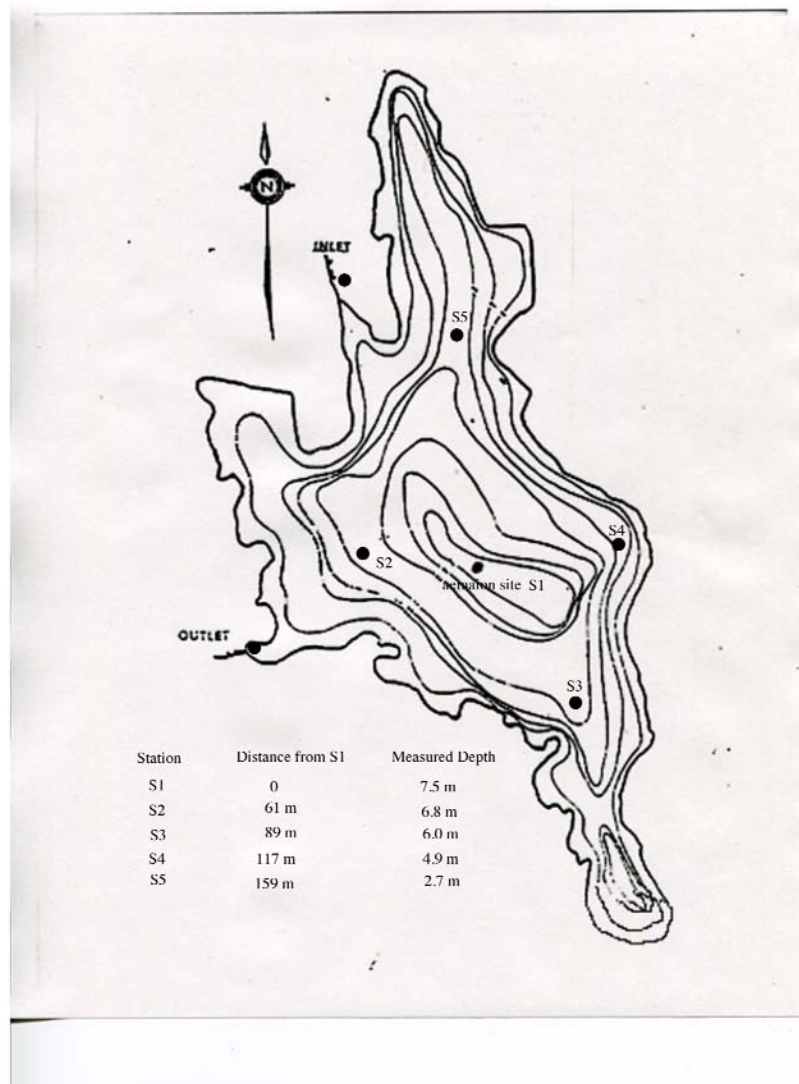 N
INLET
S5
S4
S2
aeration site S1
OUTLET
S3
Station Distance from S1 Measured Depth
S1 0 7.5 m
S2 61 m 6.8 m
S3 89 m 6.0 m
S4 117 m 4.9 m
S5 159 m 2.7 m